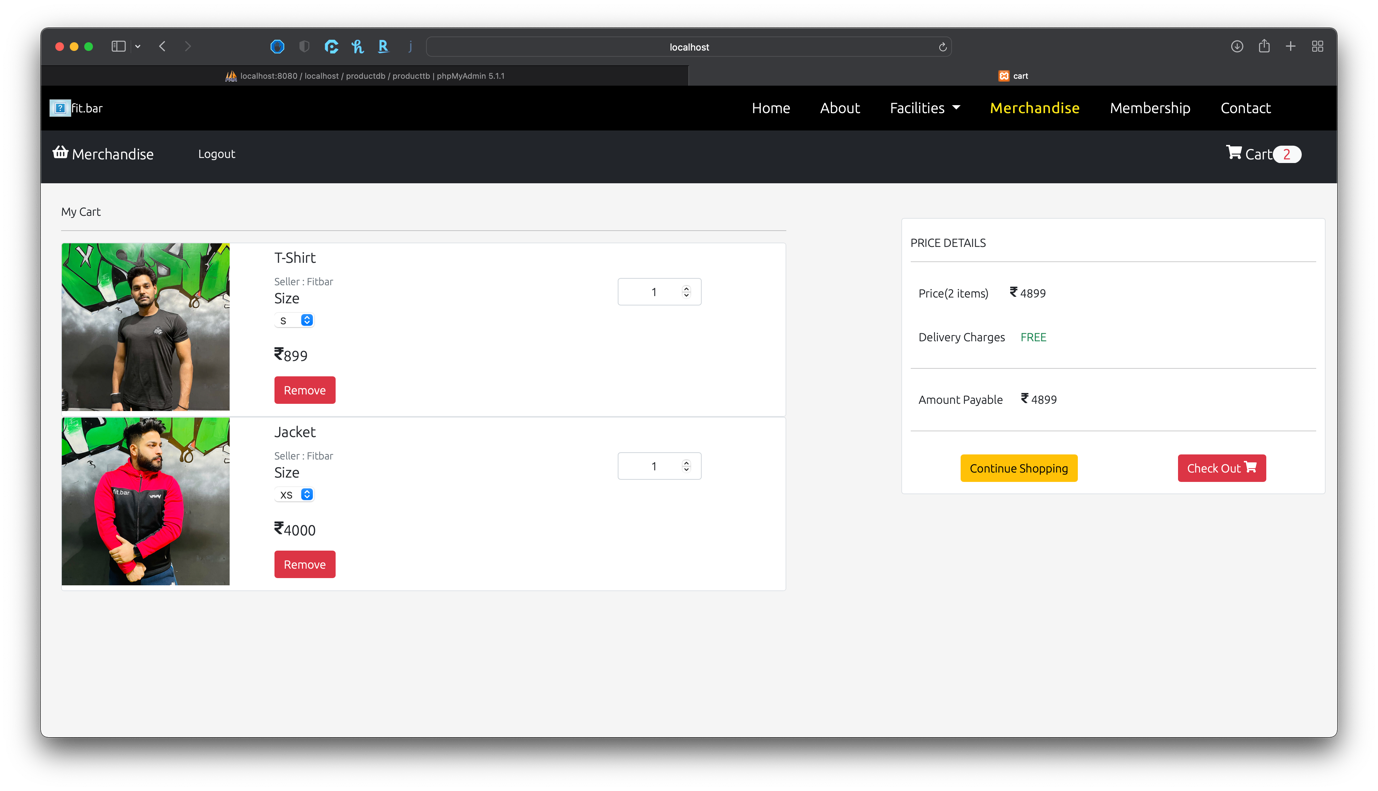 localhost
localhost:8080 / localhost / productdb / producttb | phpMyAdmin 5.1.1
cart
fit.bar
Home
About
Facilities
Merchandise
Membership
Contact
Merchandise
Logout
Cart 2
My Cart
T-Shirt
Seller : Fitbar
Size
S
1
₹899
Remove
Jacket
Seller : Fitbar
Size
XS
1
₹4000
Remove
fit.bar
PRICE DETAILS
Price(2 items) ₹ 4899
Delivery Charges FREE
Amount Payable ₹ 4899
Continue Shopping
Check Out